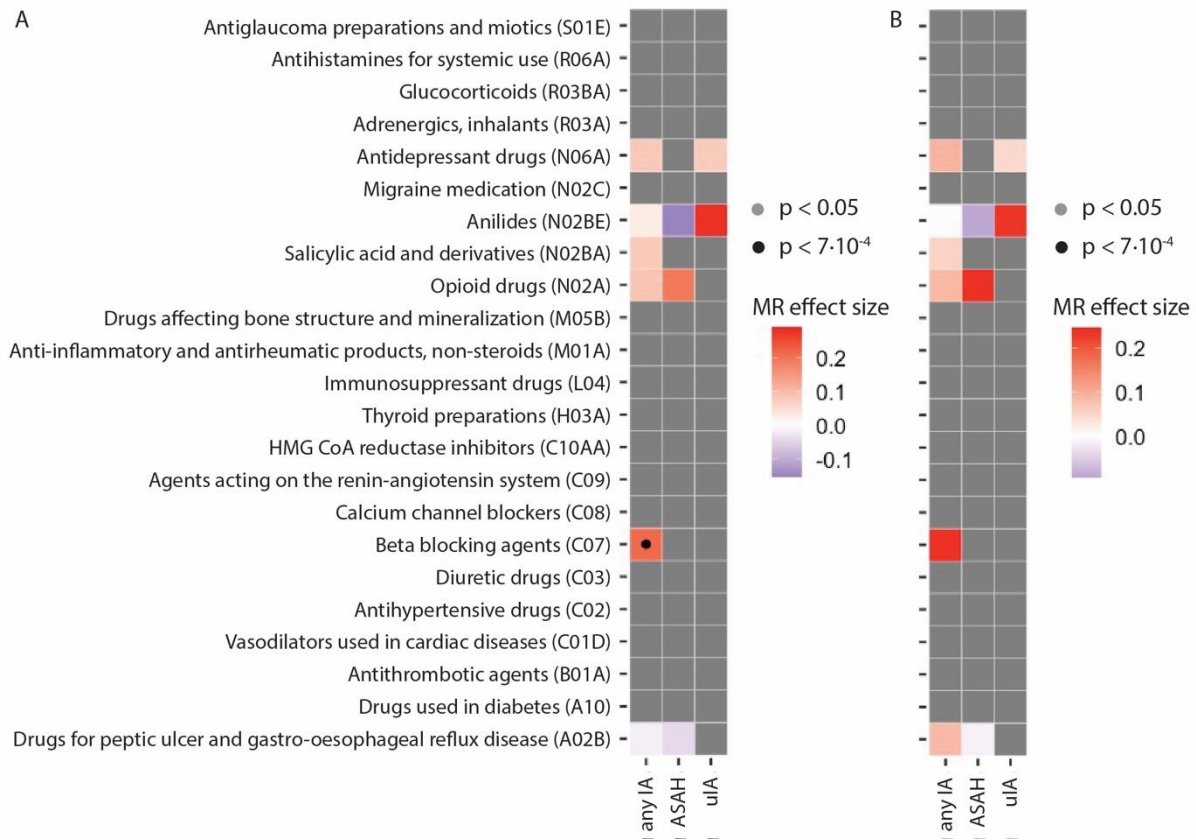 A
Antiglaucoma preparations and miotics (S01E)
Antihistamines for systemic use (R06A)
Glucocorticoids (R03BA)
Adrenergics, inhalants (R03A)
Antidepressant drugs (N06A)
Migraine medication (N02C)
Anilides (N02BE)
Salicylic acid and derivatives (N02BA)
Opioid drugs (N02A)
Drugs affecting bone structure and mineralization (M05B)
Anti-inflammatory and antirheumatic products, non-steroids (M01A)
Immunosuppressant drugs (L04)
Thyroid preparations (H03A)
HMG CoA reductase inhibitors (C10AA)
Agents acting on the renin-angiotensin system (C09)
Calcium channel blockers (C08)
Beta blocking agents (C07)
Diuretic drugs (C03)
Antihypertensive drugs (C02)
Vasodilators used in cardiac diseases (C01D)
Antithrombotic agents (B01A)
Drugs used in diabetes (A10)
Drugs for peptic ulcer and gastro-oesophageal reflux disease (A02B)
any IA
ASAH
uIA
p < 0.05
p < 7·10⁻⁴
MR effect size
0.2
0.1
0.0
-0.1
B
any IA
ASAH
uIA
p < 0.05
p < 7·10⁻⁴
MR effect size
0.2
0.1
0.0